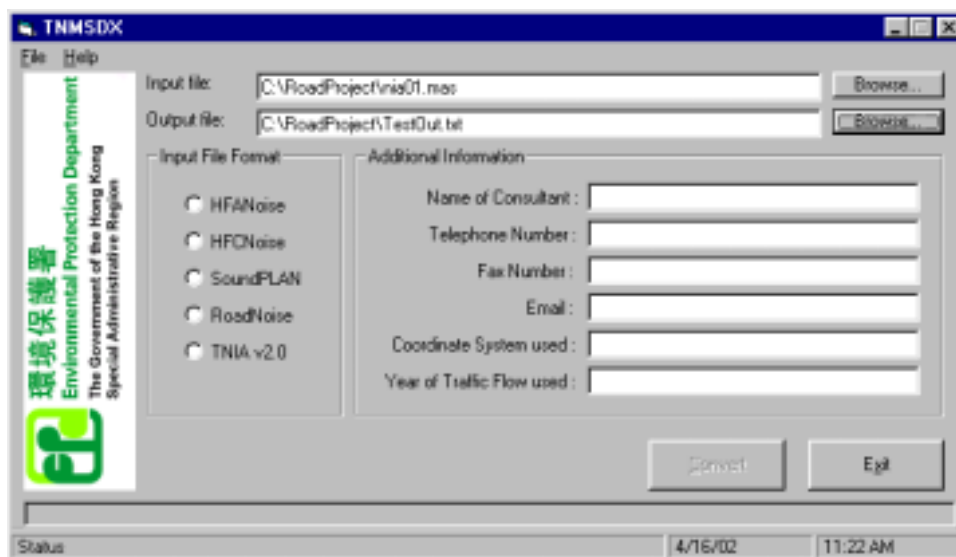 TNMSDX
File Help
環境保護署
Environmental Protection Department
The Government of the Hong Kong
Special Administrative Region
Input file: C:\RoadProject\nia01.mas Browse...
Output file: C:\RoadProject\TestOut.txt Browse...
Input File Format
HFANoise
HFCNoise
SoundPLAN
RoadNoise
TNIA v2.0
Additional Information
Name of Consultant :
Telephone Number :
Fax Number :
Email :
Coordinate System used :
Year of Traffic Flow used :
Convert Exit
Status 4/16/02 11:22 AM